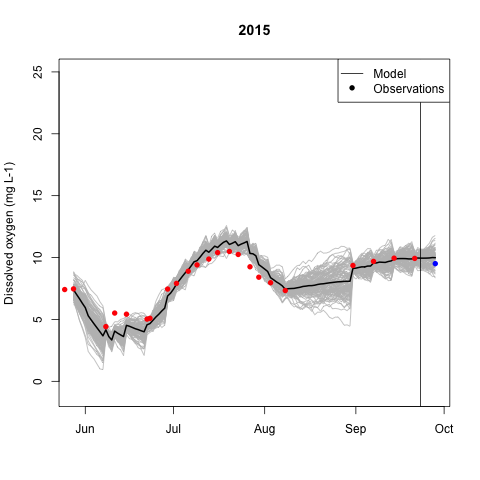 2015
Model
Observations
Dissolved oxygen (mg L-1)
25
20
15
10
5
0
Jun
Jul
Aug
Sep
Oct